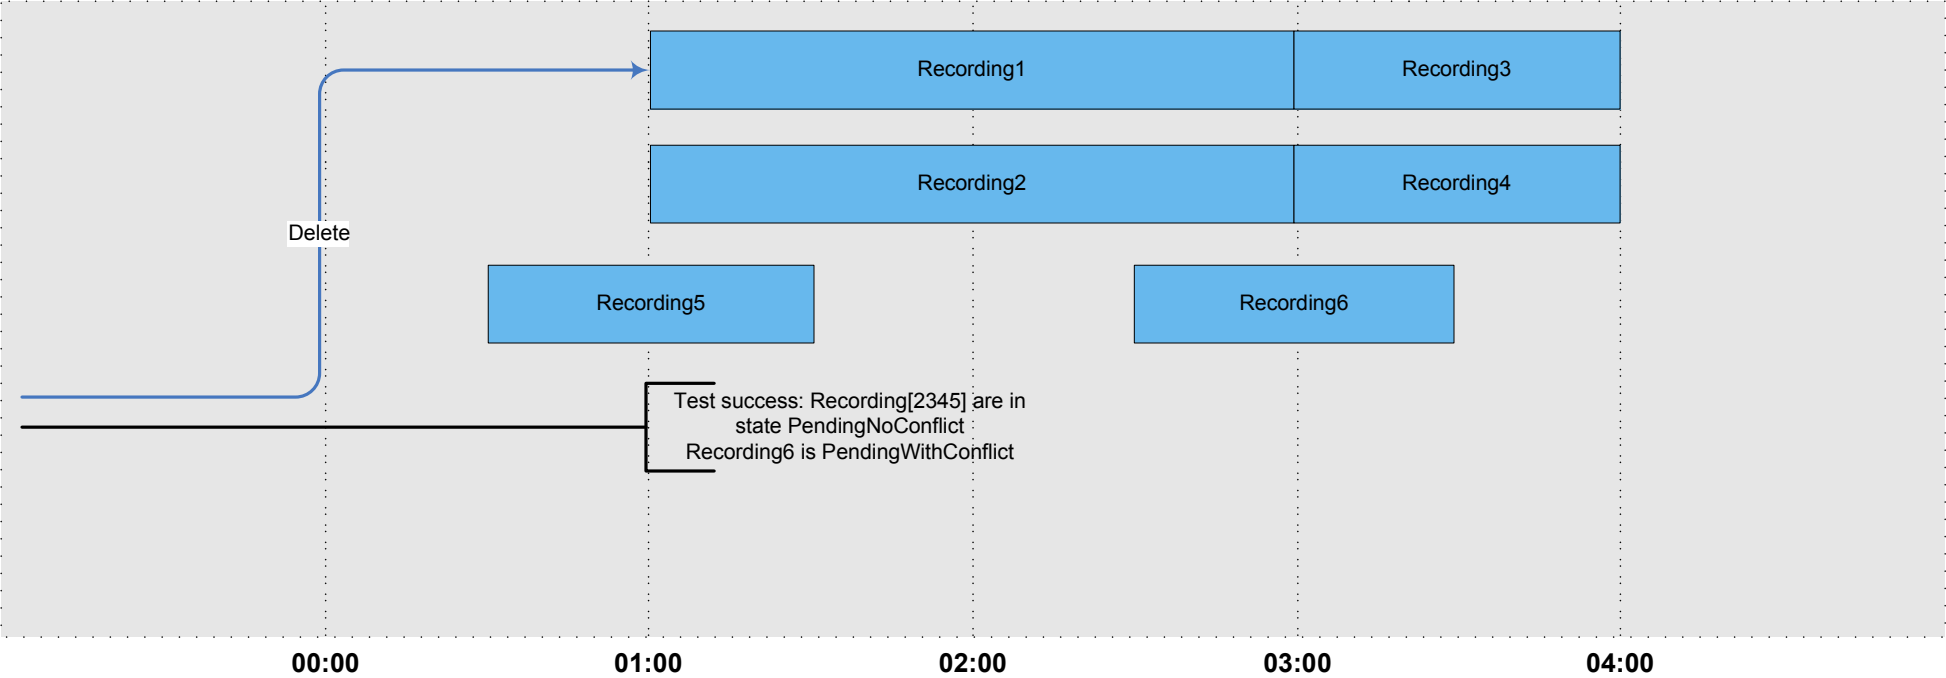 Recording1
Recording3
Recording2
Recording4
Delete
Recording5
Recording6
Test success: Recording[2345] are in
state PendingNoConflict
Recording6 is PendingWithConflict
00:00
01:00
02:00
03:00
04:00